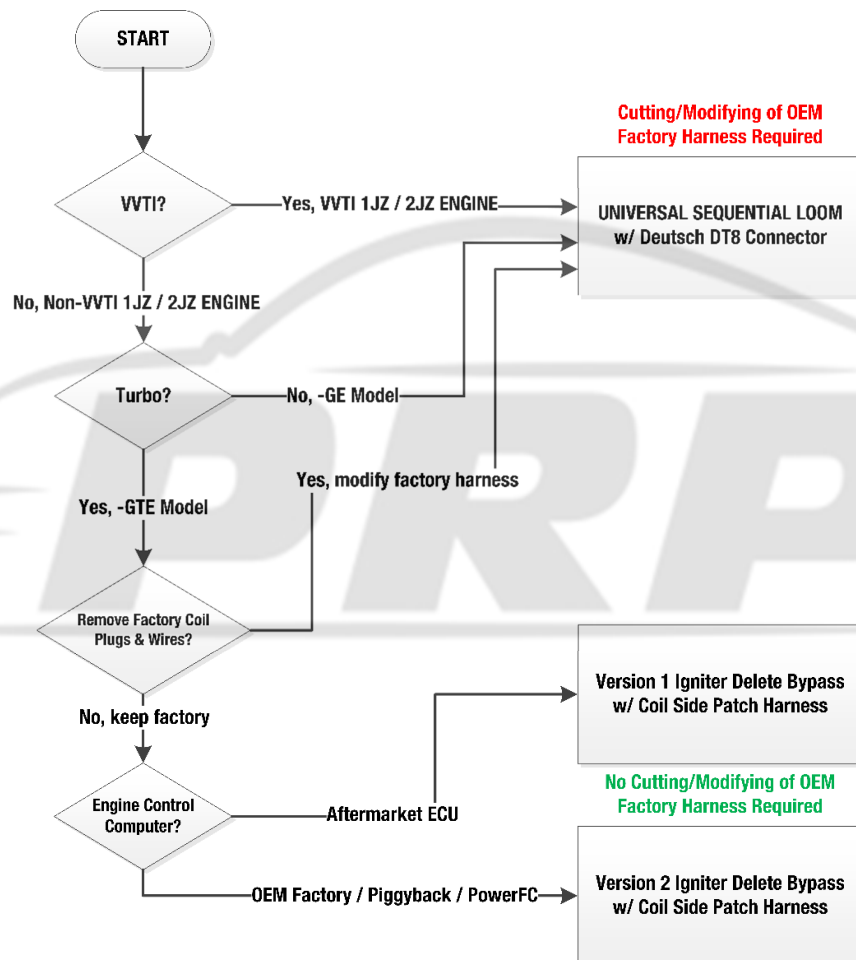 START
Cutting/Modifying of OEM
Factory Harness Required
VVTI?
Yes, VVTI 1JZ / 2JZ ENGINE
UNIVERSAL SEQUENTIAL LOOM
w/ Deutsch DT8 Connector
No, Non-VVTI 1JZ / 2JZ ENGINE
Turbo?
No, -GE Model
Yes, modify factory harness
Yes, -GTE Model
PRP
Remove Factory Coil
Plugs & Wires?
No, keep factory
Version 1 Igniter Delete Bypass
w/ Coil Side Patch Harness
No Cutting/Modifying of OEM
Factory Harness Required
Engine Control
Computer?
Aftermarket ECU
OEM Factory / Piggyback / PowerFC
Version 2 Igniter Delete Bypass
w/ Coil Side Patch Harness